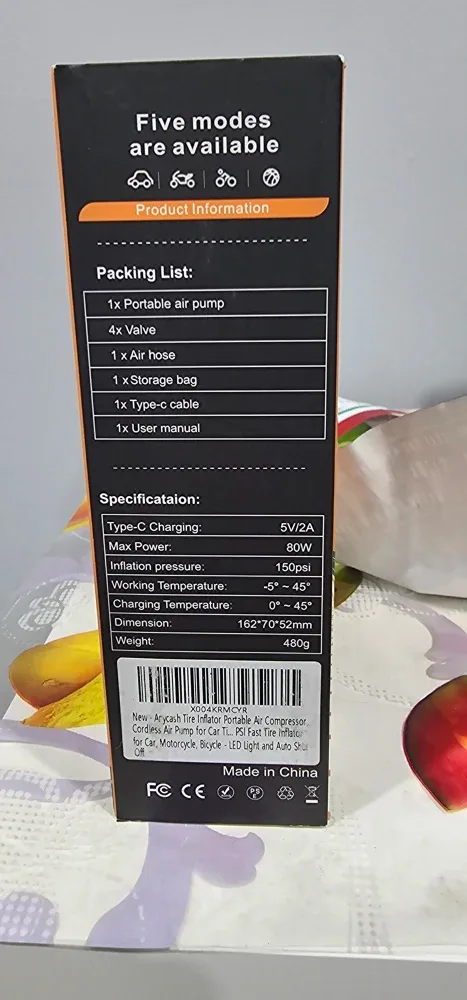 Five modes
are available
Product Information
Packing List:
1x Portable air pump
4x Valve
1 x Air hose
1 x Storage bag
1x Type-c cable
1x User manual
Specificataion:
Type-C Charging: 5V/2A
Max Power: 80W
Inflation pressure: 150psi
Working Temperature: -5° ~ 45°
Charging Temperature: 0° ~ 45°
Dimension: 162*70*52mm
Weight: 480g
X004KRMCYR
New - Arycash Tire Inflator Portable Air Compressor,
Cordless Air Pump for Car Ti... PSI Fast Tire Inflator
for Car, Motorcycle, Bicycle - LED Light and Auto Shu
Off
Made in China
FC CE PS E